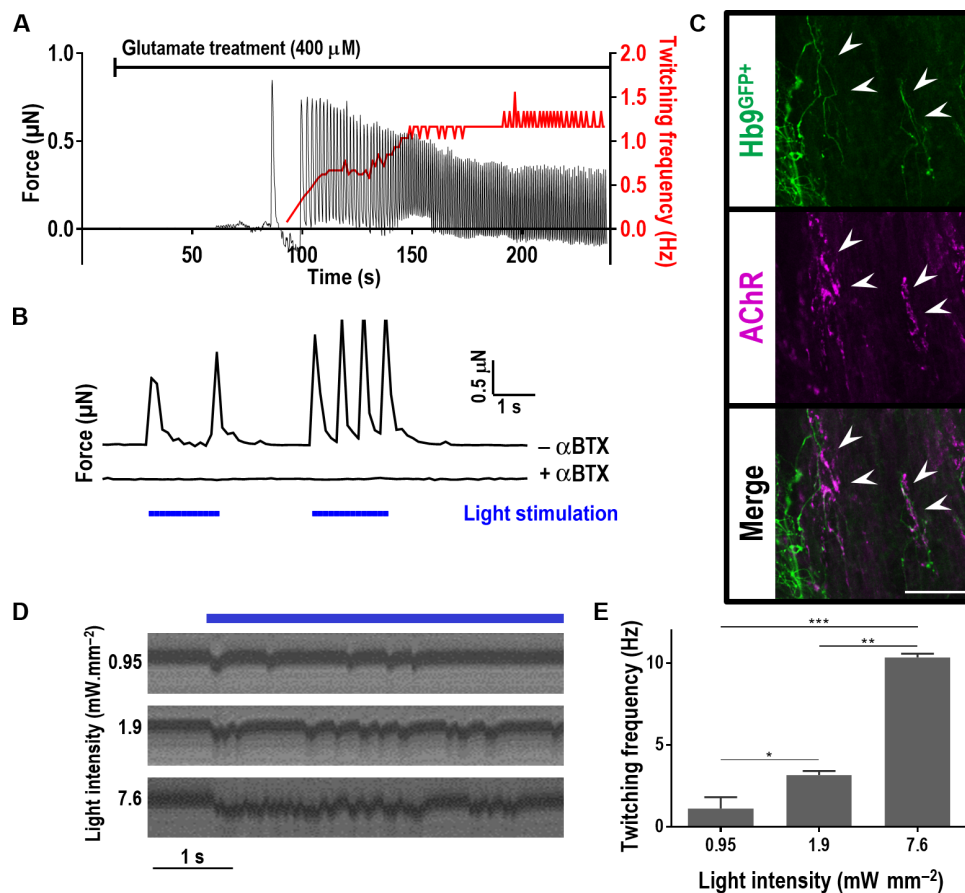 A
Glutamate treatment (400 µM)
1.0
0.5
0.0
Force (µN)
50
100
150
200
Time (s)
2.0
1.5
1.0
0.5
0.0
Twitching frequency (Hz)
B
Force (µN)
0.5 µN
1 s
– αBTX
+ αBTX
Light stimulation
C
Hb9GFP+
AChR
Merge
D
Light intensity (mW.mm–2)
0.95
1.9
7.6
1 s
E
Twitching frequency (Hz)
10
5
0
***
**
*
0.95
1.9
7.6
Light intensity (mW mm–2)